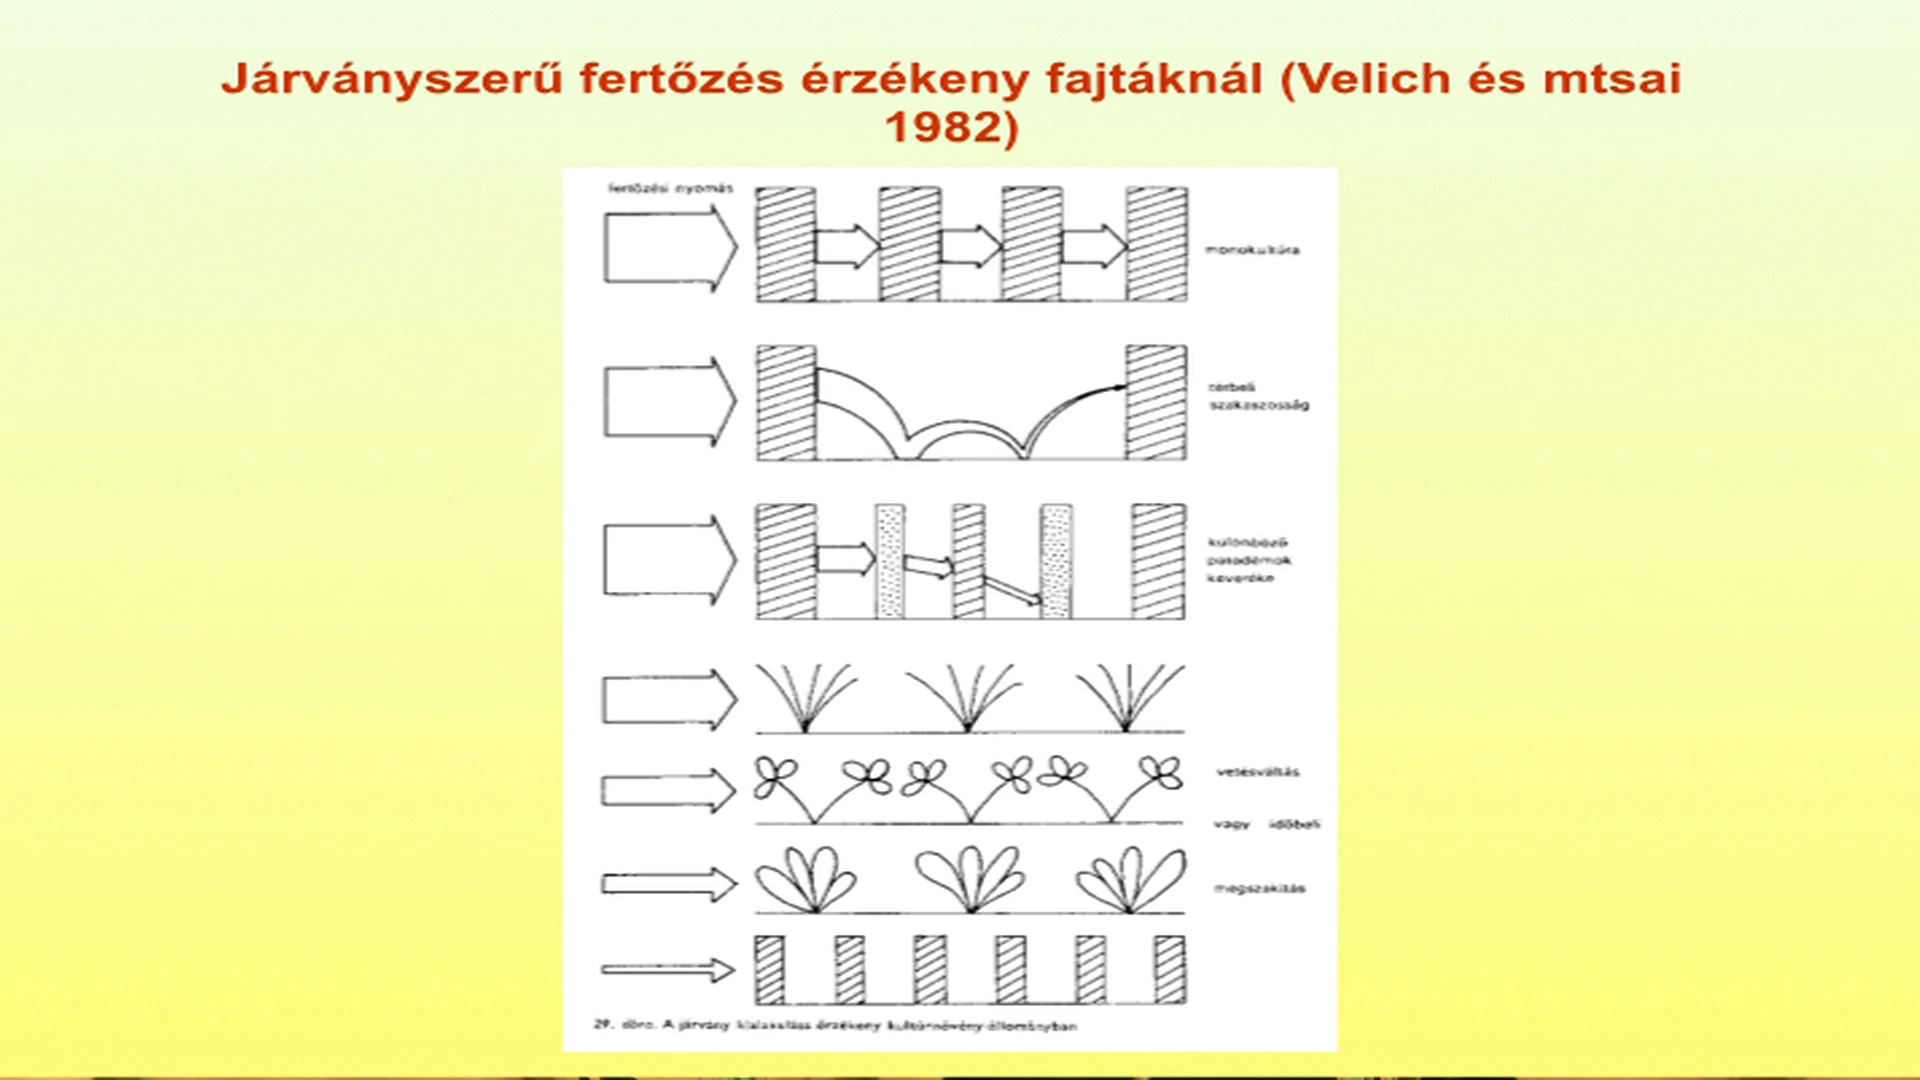 Járványszerű fertőzés érzékeny fajtáknál (Velich és mtsai
1982)
fertőzési nyomás
monokultúra
térbeli
szakaszosság
különböző
patodémok
keveréke
vetésváltás
vagy időbeli
megszakítás
29. ábra. A járvány kialakulása érzékeny kultúrnövény-állományban